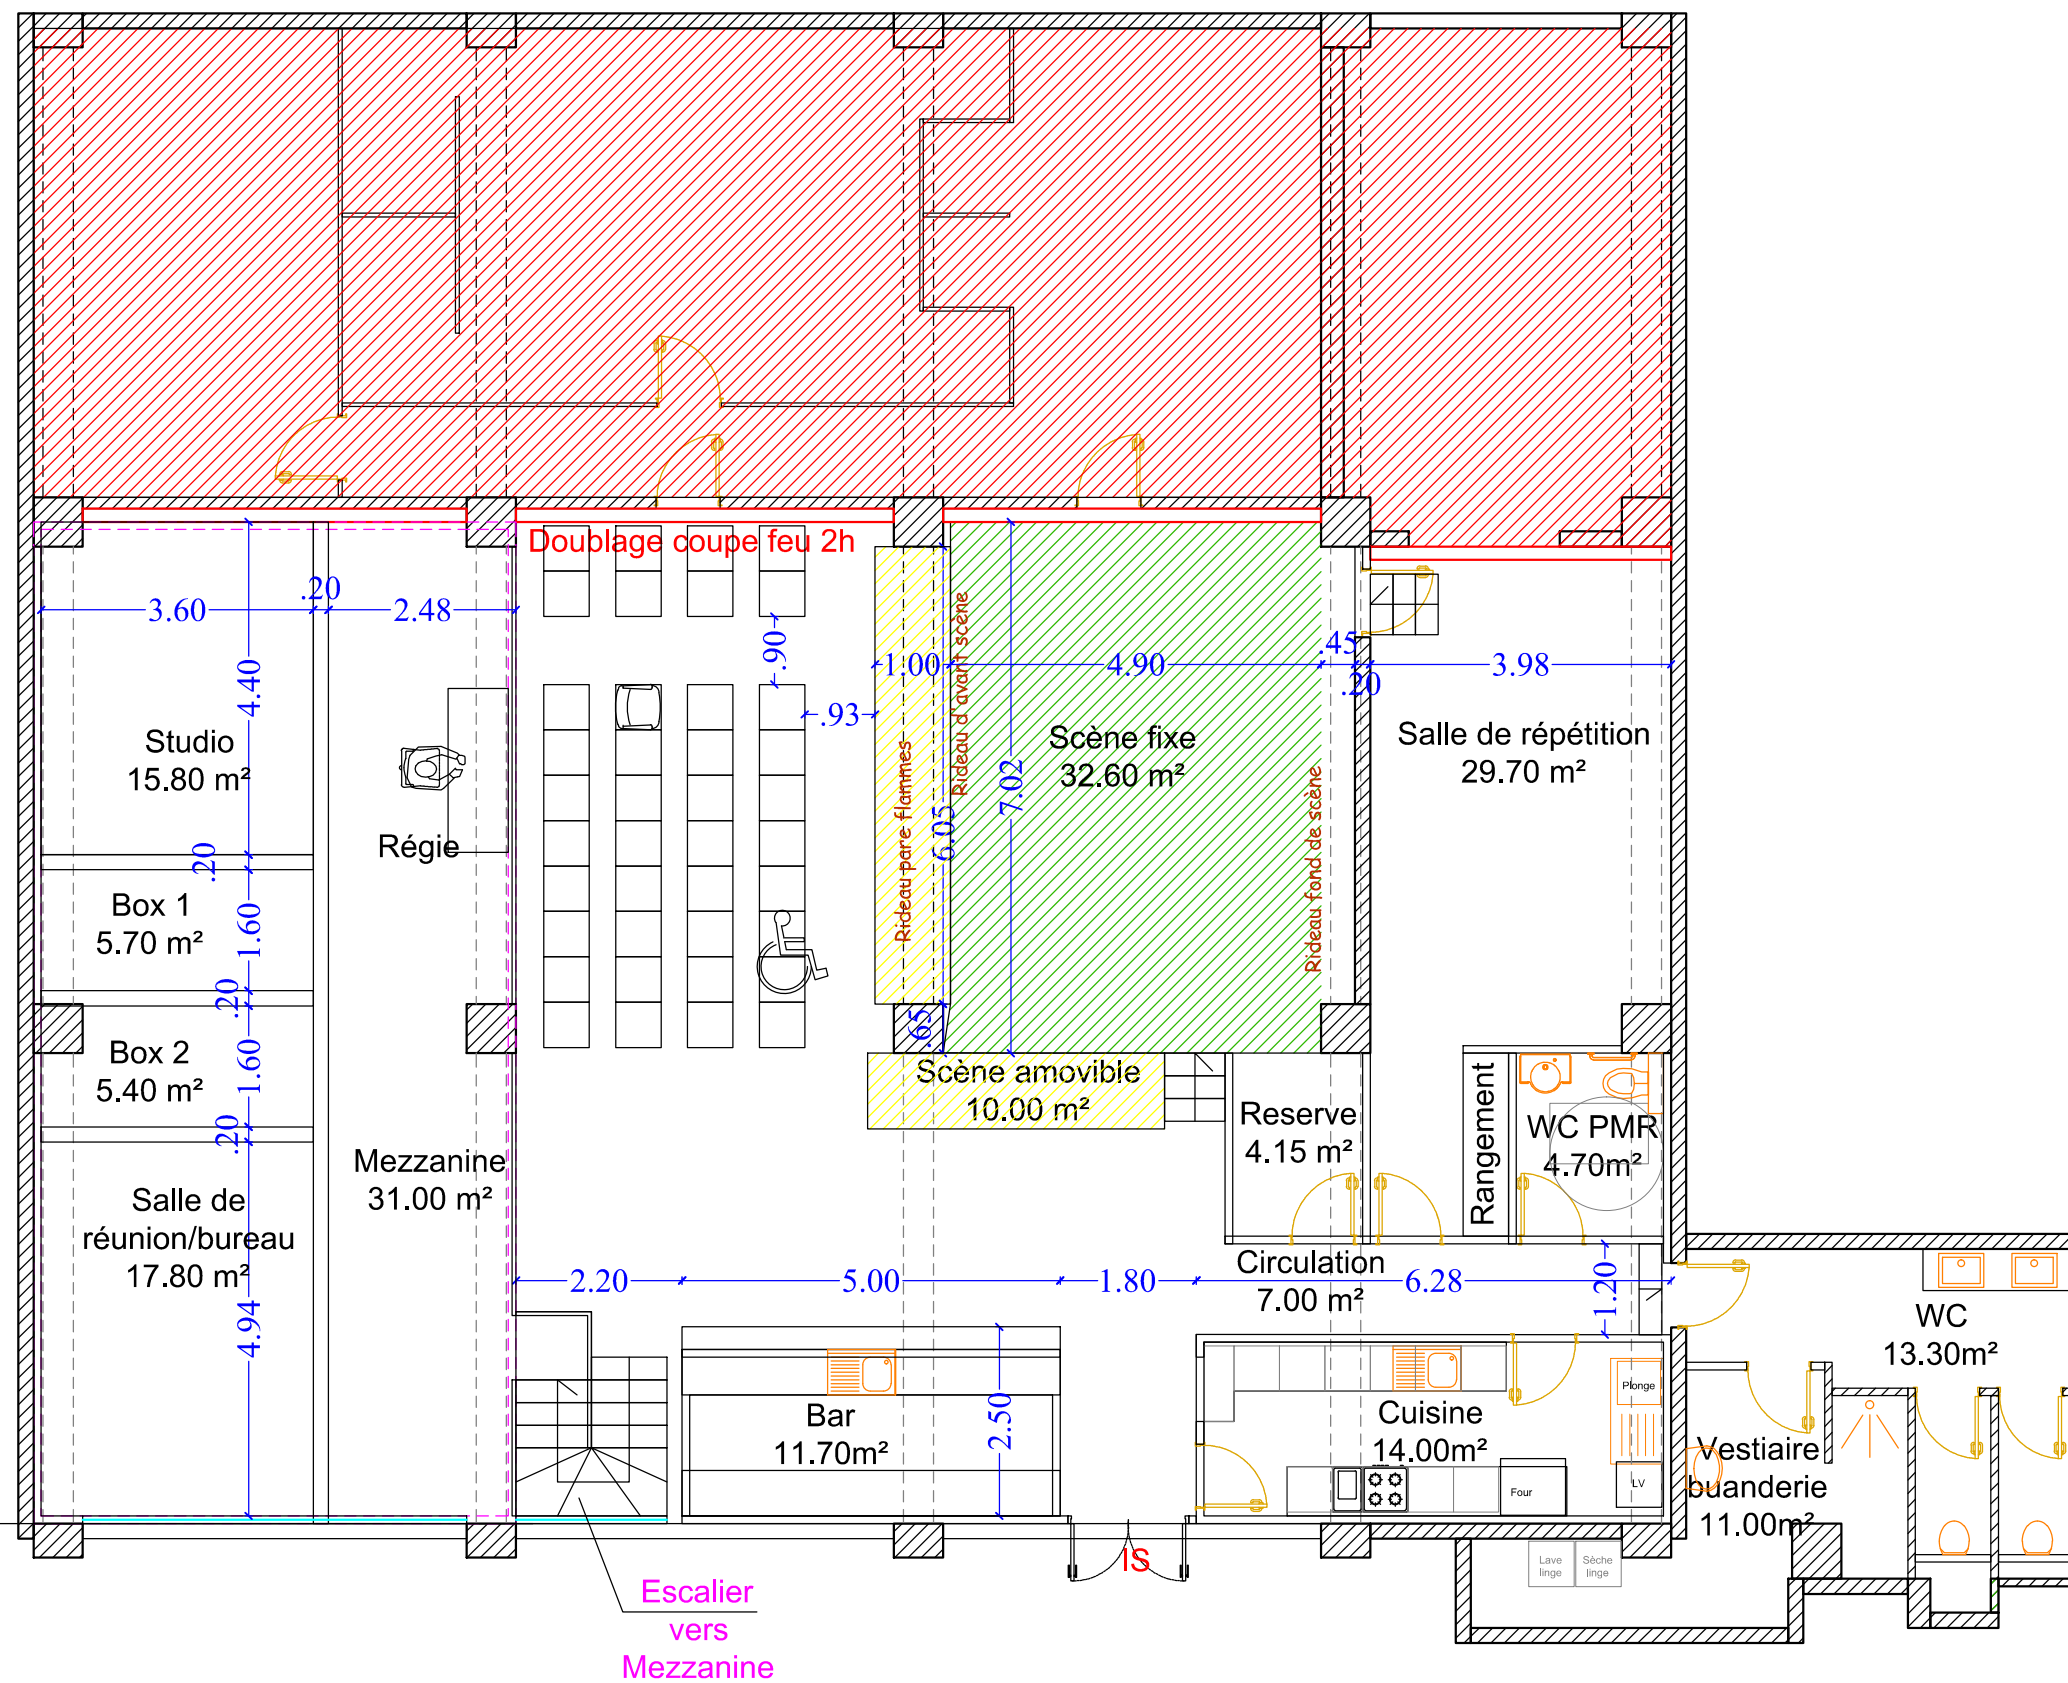 Doublage coupe feu 2h
3.60
.20
2.48
4.40
.90
.93
1.00
4.90
.45
.20
3.98
Rideau d'avant scène
Rideau pare flammes
Rideau fond de scène
6.05
7.02
.65
Studio
15.80 m²
Régie
Scène fixe
32.60 m²
Salle de répétition
29.70 m²
.20
Box 1
5.70 m²
1.60
.20
Box 2
5.40 m²
1.60
.20
Scène amovible
10.00 m²
Reserve
4.15 m²
Rangement
WC PMR
4.70m²
Mezzanine
31.00 m²
Salle de
réunion/bureau
17.80 m²
4.94
2.20
5.00
1.80
6.28
1.20
Circulation
7.00 m²
WC
13.30m²
Bar
11.70m²
2.50
Cuisine
14.00m²
Plonge
LV
Four
Vestiaire
buanderie
11.00m²
Lave
linge
Sèche
linge
IS
Escalier
vers
Mezzanine